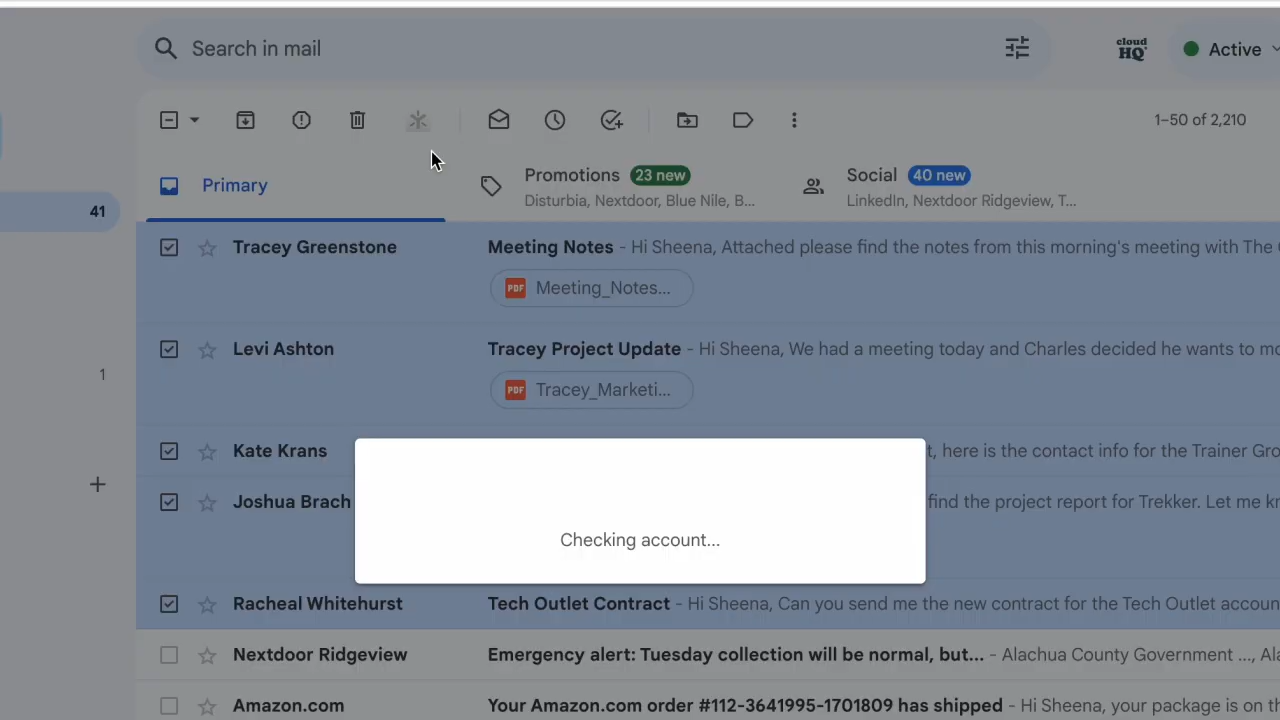 Search in mail
cloud
HQ
Active
1–50 of 2,210
Primary
Promotions 23 new
Disturbia, Nextdoor, Blue Nile, B...
Social 40 new
LinkedIn, Nextdoor Ridgeview, T...
41
1
Tracey Greenstone Meeting Notes - Hi Sheena, Attached please find the notes from this morning's meeting with The
PDF Meeting_Notes...
Levi Ashton Tracey Project Update - Hi Sheena, We had a meeting today and Charles decided he wants to mo
PDF Tracey_Marketi...
Kate Krans t, here is the contact info for the Trainer Gro
Joshua Brach find the project report for Trekker. Let me kn
Checking account...
Racheal Whitehurst Tech Outlet Contract - Hi Sheena, Can you send me the new contract for the Tech Outlet accoun
Nextdoor Ridgeview Emergency alert: Tuesday collection will be normal, but... - Alachua County Government ..., Ala
Amazon.com Your Amazon.com order #112-3641995-1701809 has shipped - Hi Sheena, your package is on th